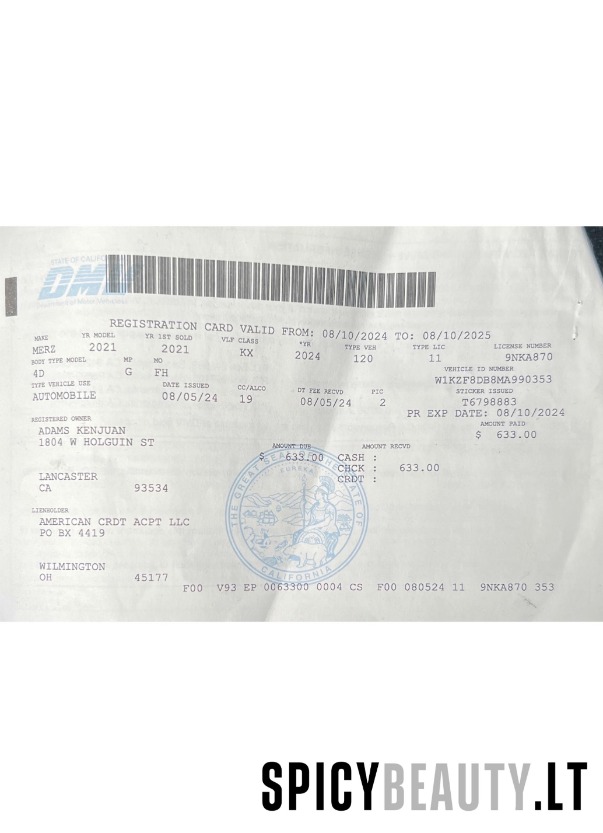 STATE OF CALIFORNIA
DMV
REGISTRATION CARD VALID FROM: 08/10/2024 TO: 08/10/2025
MAKE YR MODEL YR 1ST SOLD VLF CLASS *YR TYPE VEH TYPE LIC LICENSE NUMBER
MERZ 2021 2021 KX 2024 120 11 9NKA870
BODY TYPE MODEL MP MO VEHICLE ID NUMBER
4D G FH W1KZF8DB8MA990353
TYPE VEHICLE USE DATE ISSUED CC/ALCO DT FEE RECVD PIC STICKER ISSUED
AUTOMOBILE 08/05/24 19 08/05/24 2 T6798883
PR EXP DATE: 08/10/2024
REGISTERED OWNER AMOUNT PAID
ADAMS KENJUAN $ 633.00
1804 W HOLGUIN ST
AMOUNT DUE AMOUNT RECVD
$ 633.00 CASH :
CHCK : 633.00
CRDT :
LANCASTER
CA 93534
LIENHOLDER
AMERICAN CRDT ACPT LLC
PO BX 4419
WILMINGTON
OH 45177
THE GREAT SEAL OF THE STATE OF CALIFORNIA
EUREKA
F00 V93 EP 0063300 0004 CS F00 080524 11 9NKA870 353
SPICYBEAUTY.LT